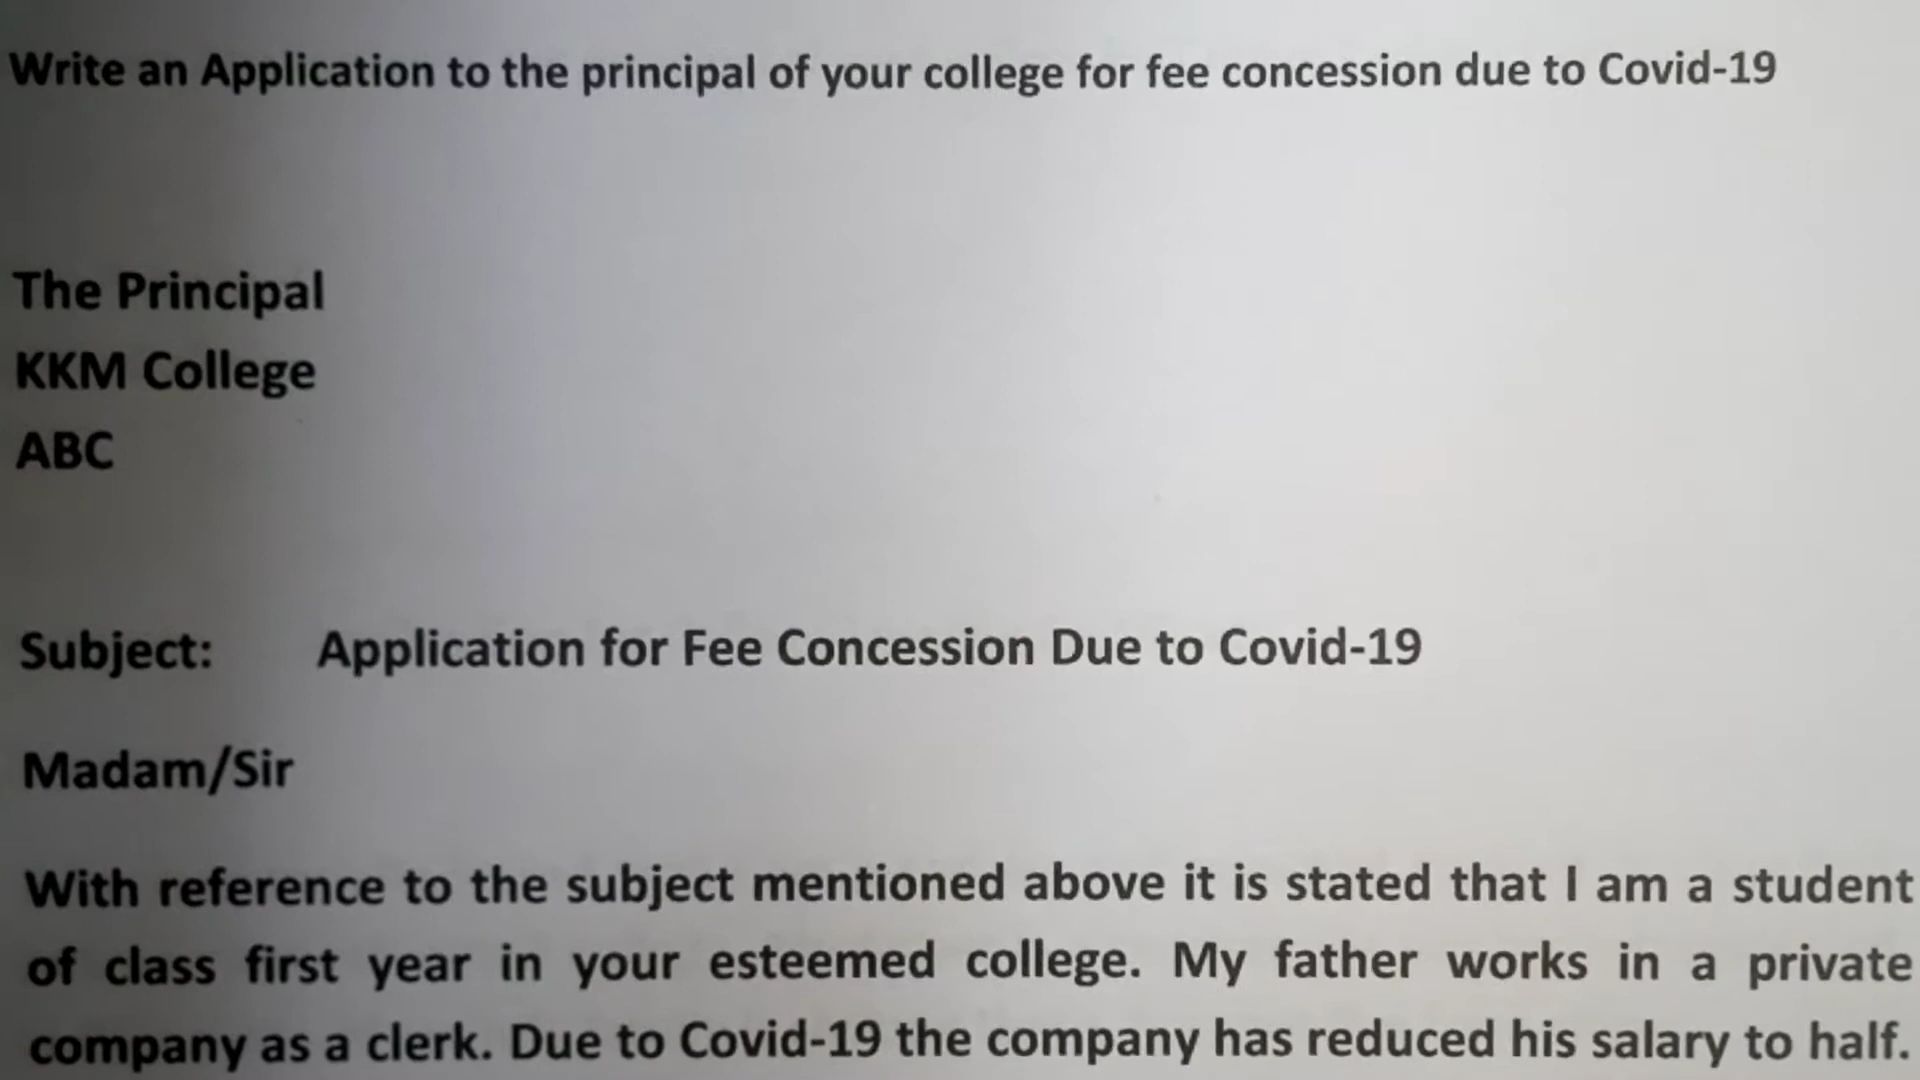 Write an Application to the principal of your college for fee concession due to Covid-19
The Principal
KKM College
ABC
Subject: Application for Fee Concession Due to Covid-19
Madam/Sir
With reference to the subject mentioned above it is stated that I am a student
of class first year in your esteemed college. My father works in a private
company as a clerk. Due to Covid-19 the company has reduced his salary to half.